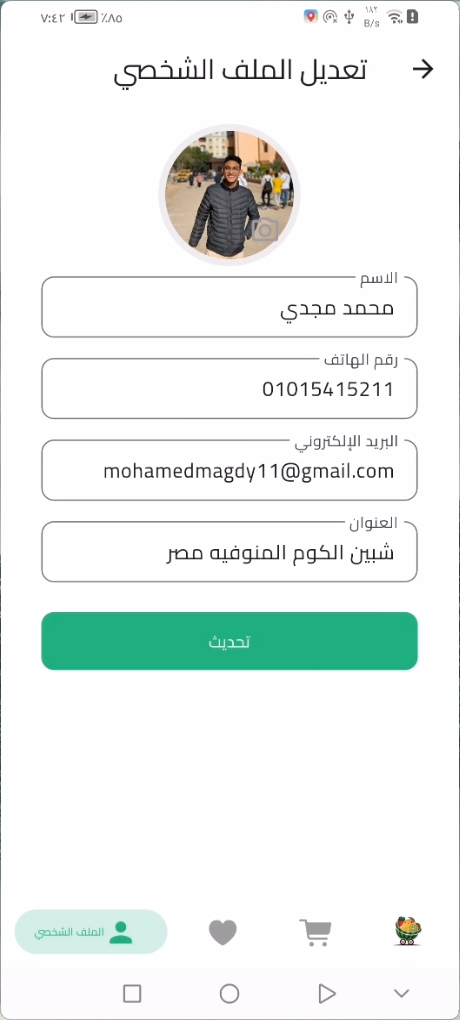 ٧:٤٢ ٪٨٥ ١٨٢
B/s
تعديل الملف الشخصي
الاسم
محمد مجدي
رقم الهاتف
01015415211
البريد الإلكتروني
mohamedmagdy11@gmail.com
العنوان
شبين الكوم المنوفيه مصر
تحديث
الملف الشخصي